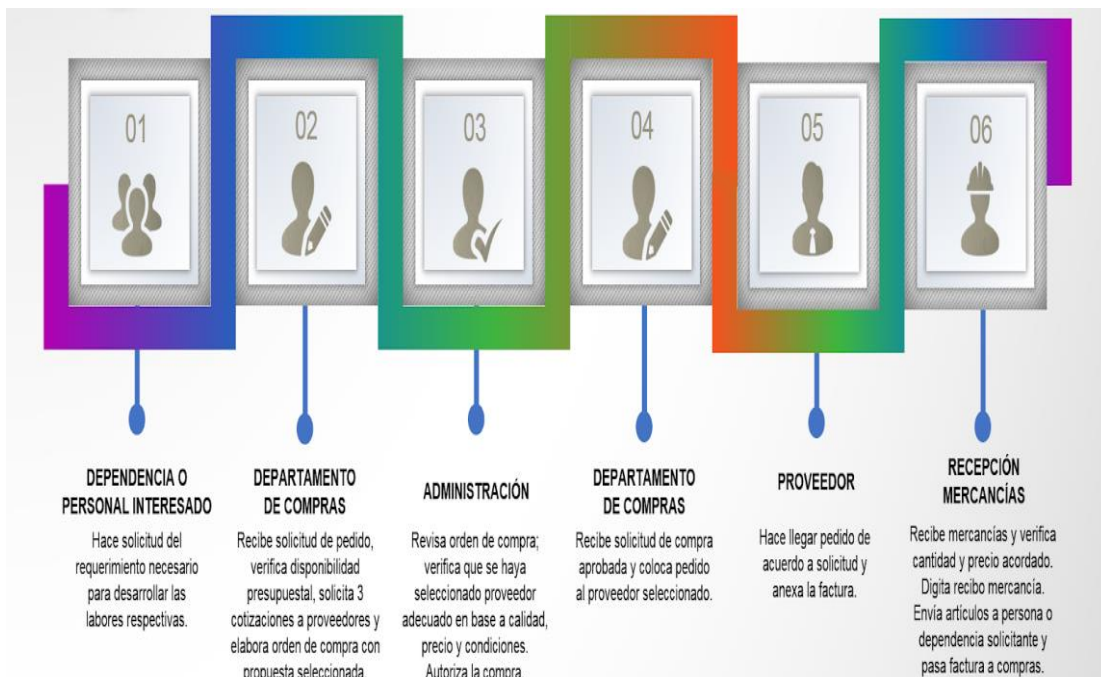 01
02
03
04
05
06
DEPENDENCIA O
PERSONAL INTERESADO
Hace solicitud del
requerimiento necesario
para desarrollar las
labores respectivas.
DEPARTAMENTO
DE COMPRAS
Recibe solicitud de pedido,
verifica disponibilidad
presupuestal, solicita 3
cotizaciones a proveedores y
elabora orden de compra con
propuesta seleccionada
ADMINISTRACIÓN
Revisa orden de compra;
verifica que se haya
seleccionado proveedor
adecuado en base a calidad,
precio y condiciones.
Autoriza la compra
DEPARTAMENTO
DE COMPRAS
Recibe solicitud de compra
aprobada y coloca pedido
al proveedor seleccionado.
PROVEEDOR
Hace llegar pedido de
acuerdo a solicitud y
anexa la factura.
RECEPCIÓN
MERCANCÍAS
Recibe mercancías y verifica
cantidad y precio acordado.
Digita recibo mercancía.
Envía artículos a persona o
dependencia solicitante y
pasa factura a compras.